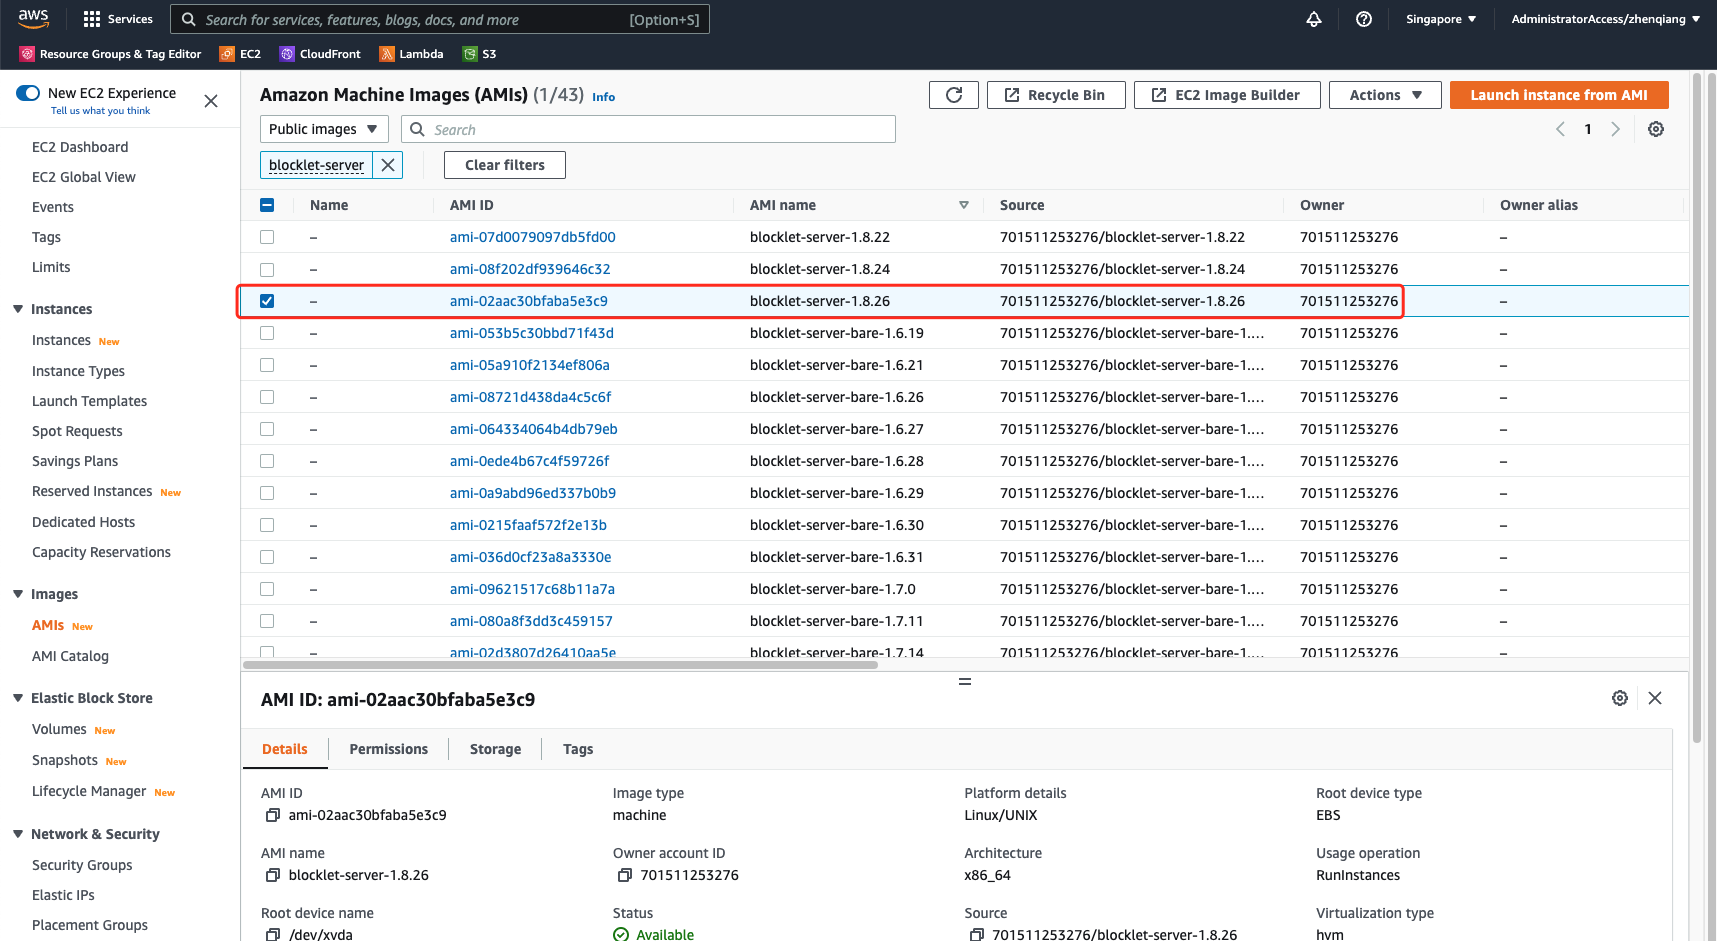 aws Services Search for services, features, blogs, docs, and more [Option+S] Singapore AdministratorAccess/zhenqiang
Resource Groups & Tag Editor EC2 CloudFront Lambda S3
New EC2 Experience
Tell us what you think
EC2 Dashboard
EC2 Global View
Events
Tags
Limits
Instances
Instances New
Instance Types
Launch Templates
Spot Requests
Savings Plans
Reserved Instances New
Dedicated Hosts
Capacity Reservations
Images
AMIs New
AMI Catalog
Elastic Block Store
Volumes New
Snapshots New
Lifecycle Manager New
Network & Security
Security Groups
Elastic IPs
Placement Groups
Amazon Machine Images (AMIs) (1/43) Info Recycle Bin EC2 Image Builder Actions Launch instance from AMI
Public images Search 1
blocklet-server Clear filters
Name AMI ID AMI name Source Owner Owner alias
– ami-07d0079097db5fd00 blocklet-server-1.8.22 701511253276/blocklet-server-1.8.22 701511253276 –
– ami-08f202df939646c32 blocklet-server-1.8.24 701511253276/blocklet-server-1.8.24 701511253276 –
– ami-02aac30bfaba5e3c9 blocklet-server-1.8.26 701511253276/blocklet-server-1.8.26 701511253276 –
– ami-053b5c30bbd71f43d blocklet-server-bare-1.6.19 701511253276/blocklet-server-bare-1.... 701511253276 –
– ami-05a910f2134ef806a blocklet-server-bare-1.6.21 701511253276/blocklet-server-bare-1.... 701511253276 –
– ami-08721d438da4c5c6f blocklet-server-bare-1.6.26 701511253276/blocklet-server-bare-1.... 701511253276 –
– ami-064334064b4db79eb blocklet-server-bare-1.6.27 701511253276/blocklet-server-bare-1.... 701511253276 –
– ami-0ede4b67c4f59726f blocklet-server-bare-1.6.28 701511253276/blocklet-server-bare-1.... 701511253276 –
– ami-0a9abd96ed337b0b9 blocklet-server-bare-1.6.29 701511253276/blocklet-server-bare-1.... 701511253276 –
– ami-0215faaf572f2e13b blocklet-server-bare-1.6.30 701511253276/blocklet-server-bare-1.... 701511253276 –
– ami-036d0cf23a8a3330e blocklet-server-bare-1.6.31 701511253276/blocklet-server-bare-1.... 701511253276 –
– ami-09621517c68b11a7a blocklet-server-bare-1.7.0 701511253276/blocklet-server-bare-1.... 701511253276 –
– ami-080a8f3dd3c459157 blocklet-server-bare-1.7.11 701511253276/blocklet-server-bare-1.... 701511253276 –
– ami-02d3807d26410aa5e blocklet-server-bare-1.7.14 701511253276/blocklet-server-bare-1.... 701511253276 –
AMI ID: ami-02aac30bfaba5e3c9
Details Permissions Storage Tags
AMI ID Image type Platform details Root device type
ami-02aac30bfaba5e3c9 machine Linux/UNIX EBS
AMI name Owner account ID Architecture Usage operation
blocklet-server-1.8.26 701511253276 x86_64 RunInstances
Root device name Status Source Virtualization type
/dev/xvda Available 701511253276/blocklet-server-1.8.26 hvm